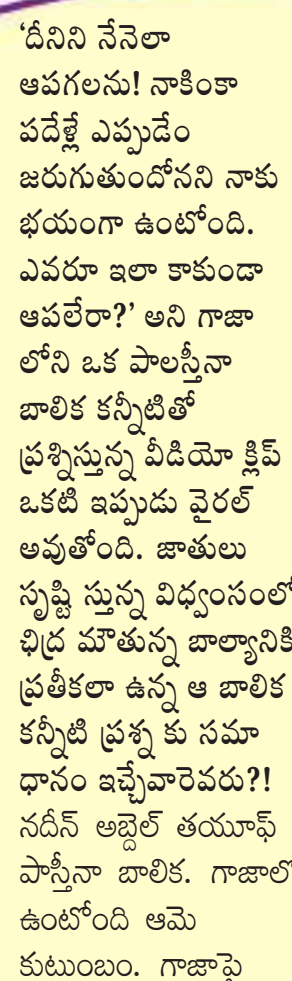 ‘దీనిని నేనెలా
ఆపగలను! నాకింకా
పదేళ్లే ఎప్పుడేం
జరుగుతుందోనని నాకు
భయంగా ఉంటోంది.
ఎవరూ ఇలా కాకుండా
ఆపలేరా?’ అని గాజా
లోని ఒక పాలస్తీనా
బాలిక కన్నీటితో
ప్రశ్నిస్తున్న వీడియో క్లిప్
ఒకటి ఇప్పుడు వైరల్
అవుతోంది. జాతులు
సృష్టి స్తున్న విధ్వంసంలో
ఛిద్ర మౌతున్న బాల్యానికి
ప్రతీకలా ఉన్న ఆ బాలిక
కన్నీటి ప్రశ్న కు సమా
ధానం ఇచ్చేవారెవరు?!
నదీన్ అబ్దెల్ తయూఫ్
పాస్తీనా బాలిక. గాజాలో
ఉంటోంది ఆమె
కుటుంబం. గాజాపై